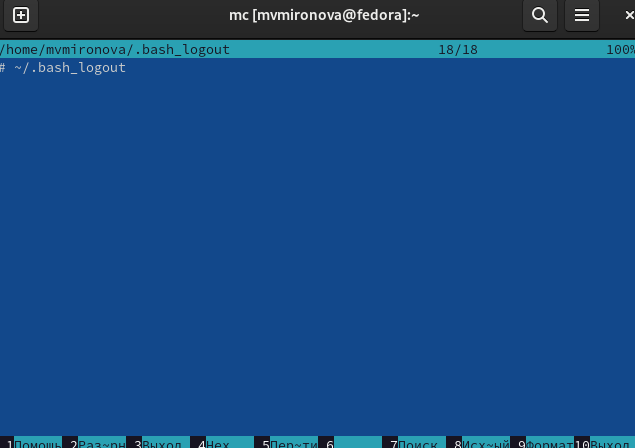 mc [mvmironova@fedora]:~
/home/mvmironova/.bash_logout 18/18 100%
# ~/.bash_logout
1Помощь 2Раз~рн 3Выход 4Hex 5Пер~ти 6 7Поиск 8Исх~ый 9Формат 10Выход